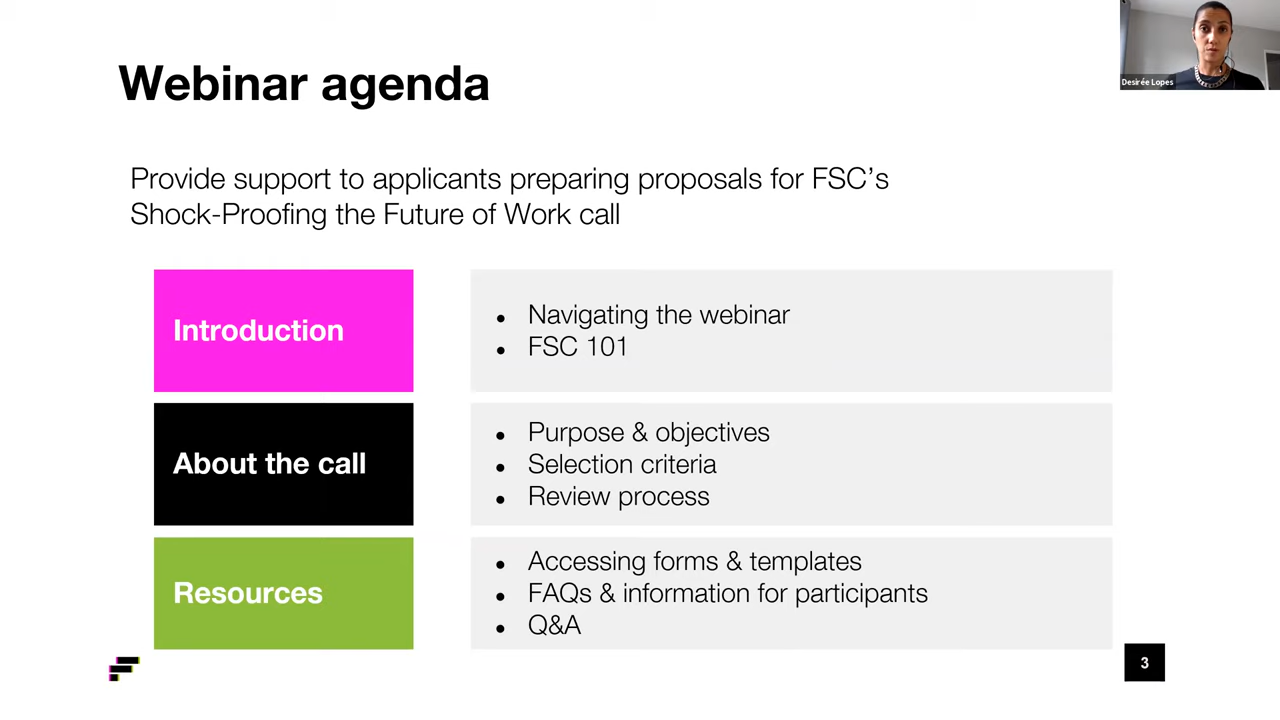 Webinar agenda
Desirée Lopes
Provide support to applicants preparing proposals for FSC’s
Shock-Proofing the Future of Work call
Introduction
• Navigating the webinar
• FSC 101
About the call
• Purpose & objectives
• Selection criteria
• Review process
Resources
• Accessing forms & templates
• FAQs & information for participants
• Q&A
3